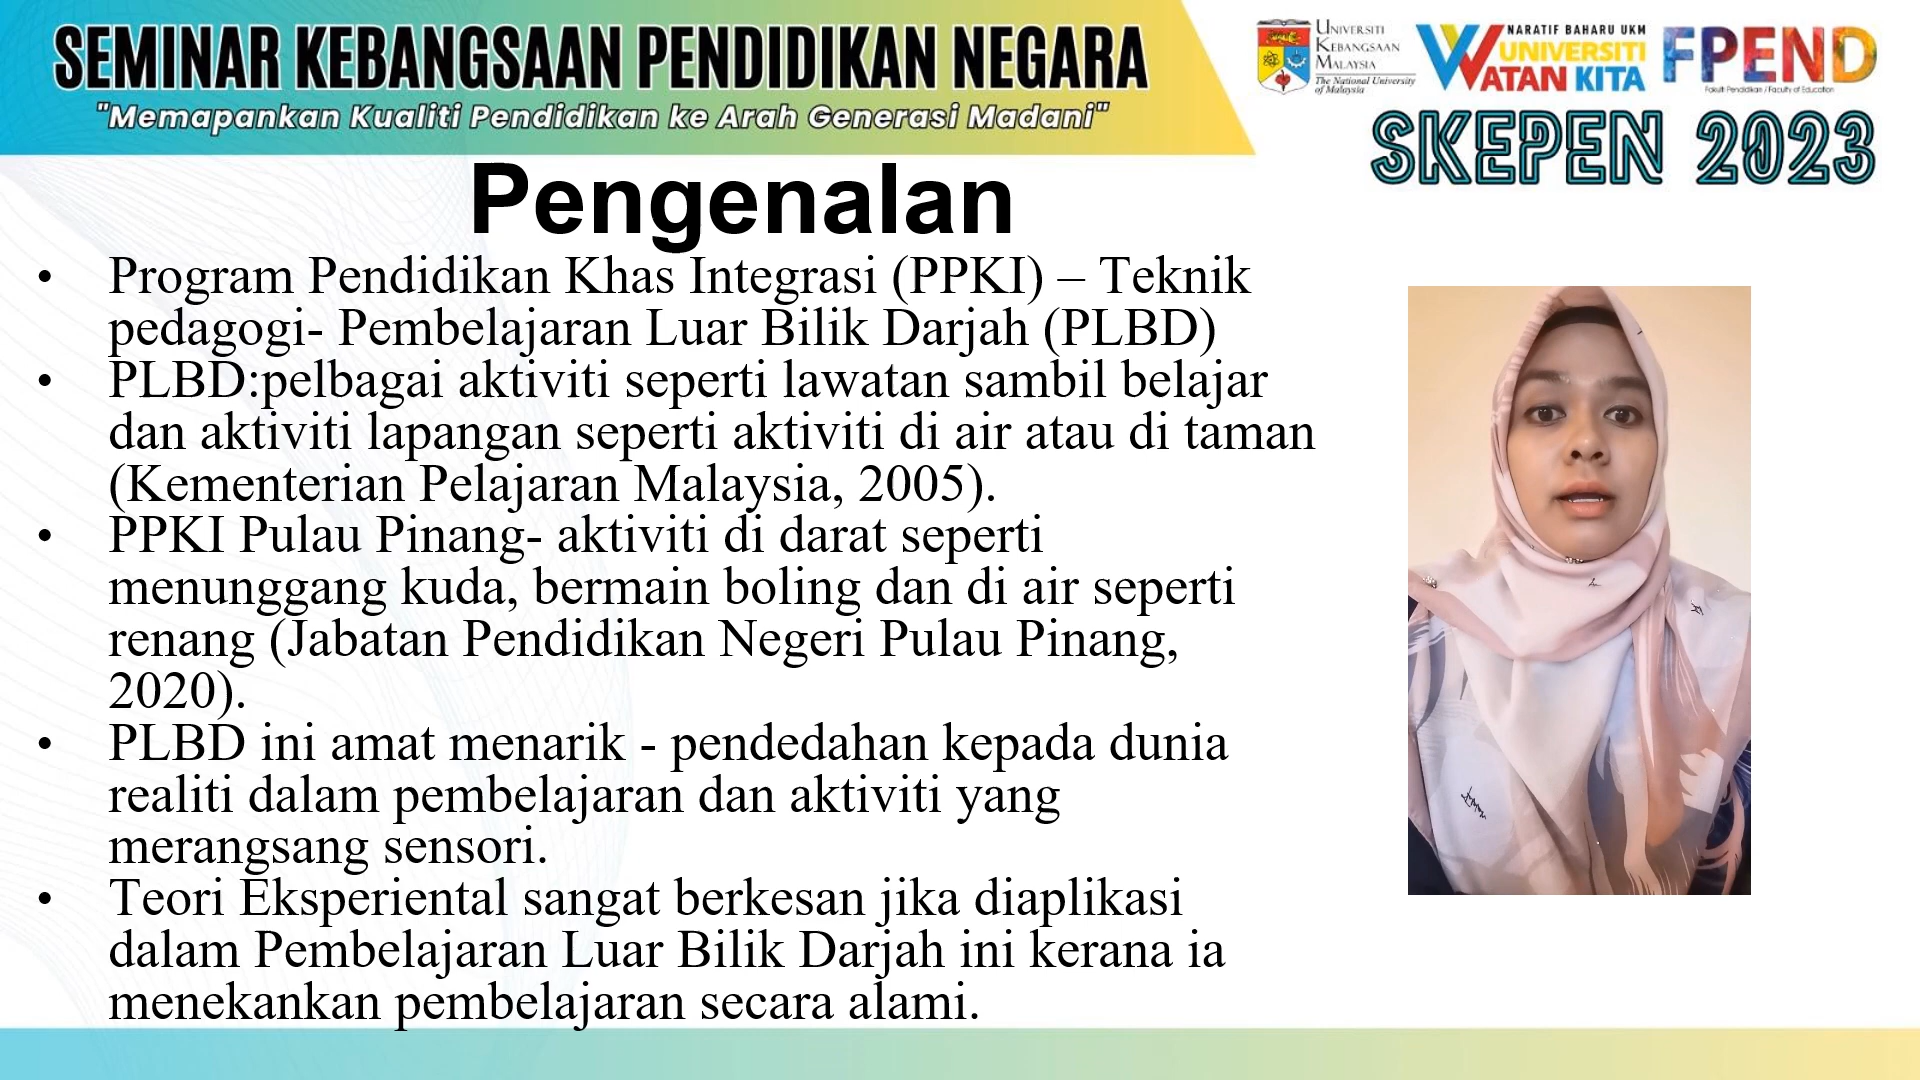 SEMINAR KEBANGSAAN PENDIDIKAN NEGARA
"Memapankan Kualiti Pendidikan ke Arah Generasi Madani"
UNIVERSITI
KEBANGSAAN
MALAYSIA
The National University
of Malaysia
NARATIF BAHARU UKM
UNIVERSITI
WATAN KITA
FPEND
Fakulti Pendidikan / Faculty of Education
SKEPEN 2023
Pengenalan
• Program Pendidikan Khas Integrasi (PPKI) – Teknik
pedagogi- Pembelajaran Luar Bilik Darjah (PLBD)
• PLBD:pelbagai aktiviti seperti lawatan sambil belajar
dan aktiviti lapangan seperti aktiviti di air atau di taman
(Kementerian Pelajaran Malaysia, 2005).
• PPKI Pulau Pinang- aktiviti di darat seperti
menunggang kuda, bermain boling dan di air seperti
renang (Jabatan Pendidikan Negeri Pulau Pinang,
2020).
• PLBD ini amat menarik - pendedahan kepada dunia
realiti dalam pembelajaran dan aktiviti yang
merangsang sensori.
• Teori Eksperiental sangat berkesan jika diaplikasi
dalam Pembelajaran Luar Bilik Darjah ini kerana ia
menekankan pembelajaran secara alami.